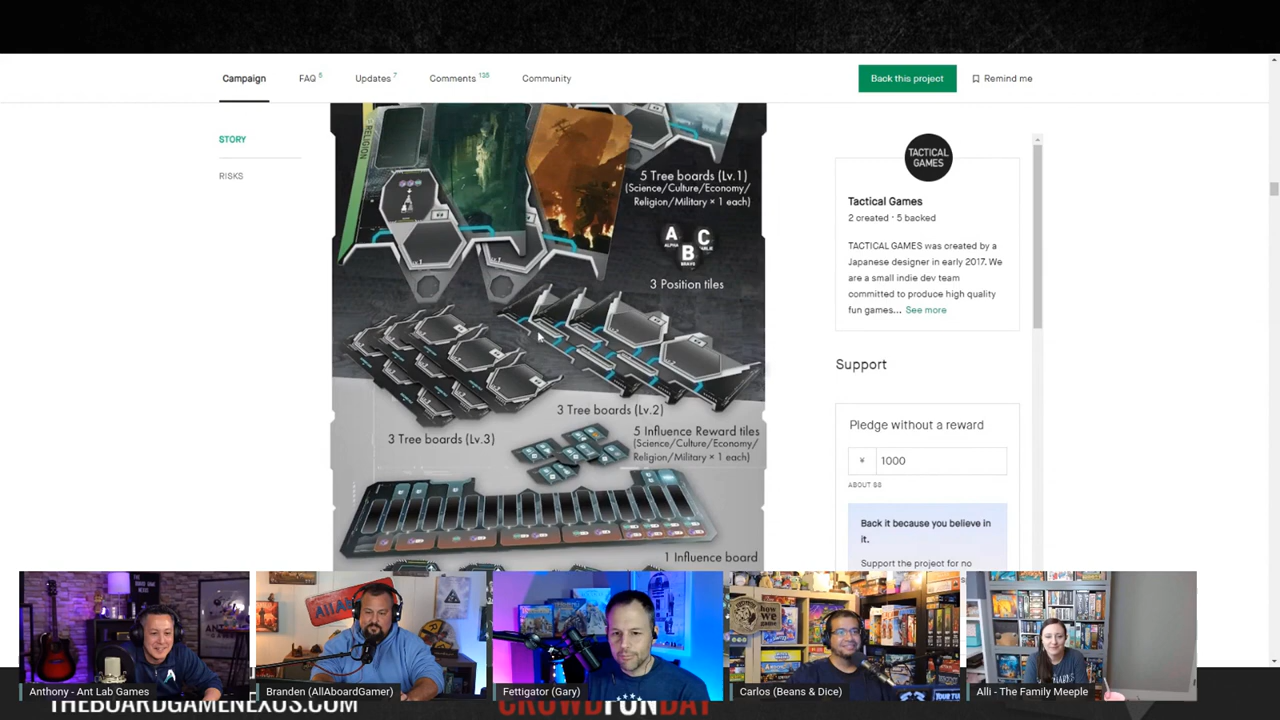 Campaign
FAQ 5
Updates 7
Comments 135
Community
Back this project
Remind me
STORY
RISKS
RELIGION
5 Tree boards (Lv.1)
(Science/Culture/Economy/
Religion/Military × 1 each)
A
B
C
3 Position tiles
3 Tree boards (Lv.2)
3 Tree boards (Lv.3)
5 Influence Reward tiles
(Science/Culture/Economy/
Religion/Military × 1 each)
1 Influence board
TACTICAL
GAMES
Tactical Games
2 created · 5 backed
TACTICAL GAMES was created by a
Japanese designer in early 2017. We
are a small indie dev team
committed to produce high quality
fun games... See more
Support
Pledge without a reward
¥ 1000
ABOUT $8
Back it because you believe in
it.
Support the project for no
how we
game
Anthony - Ant Lab Games
Branden (AllAboardGamer)
Fettigator (Gary)
Carlos (Beans & Dice)
Alli - The Family Meeple
THEBOARDGAMENEXUS.COM
CROWDFUNDAY